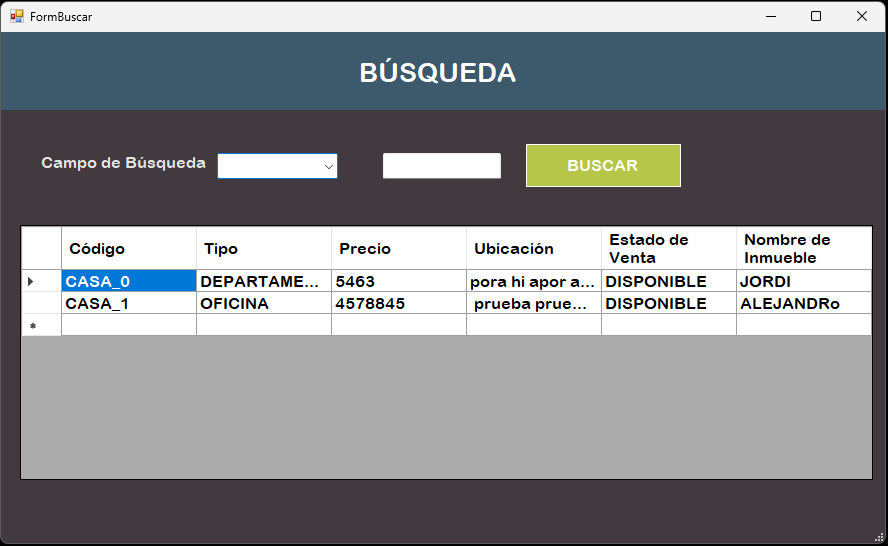 FormBuscar
BÚSQUEDA
Campo de Búsqueda
BUSCAR
Código Tipo Precio Ubicación Estado de Venta Nombre de Inmueble
CASA_0 DEPARTAME... 5463 pora hi apor a... DISPONIBLE JORDI
CASA_1 OFICINA 4578845 prueba prue... DISPONIBLE ALEJANDRo